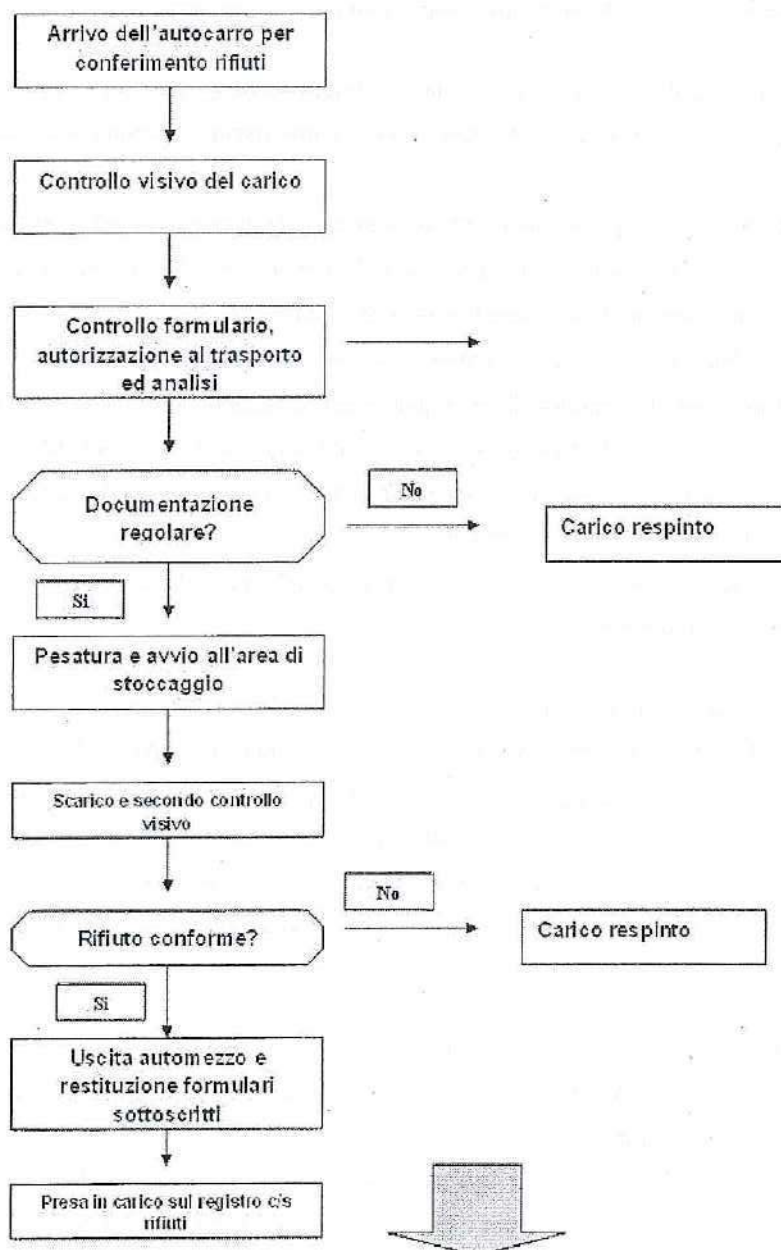 Arrivo dell'autocarro per
conferimento rifiuti
Controllo visivo del carico
Controllo formulario,
autorizzazione al trasporto
ed analisi
Documentazione
regolare?
No
Carico respinto
Si
Pesatura e avvio all'area di
stoccaggio
Scarico e secondo controllo
visivo
Rifiuto conforme?
No
Carico respinto
Si
Uscita automezzo e
restituzione formulari
sottoscritti
Presa in carico sul registro c/s
rifiuti